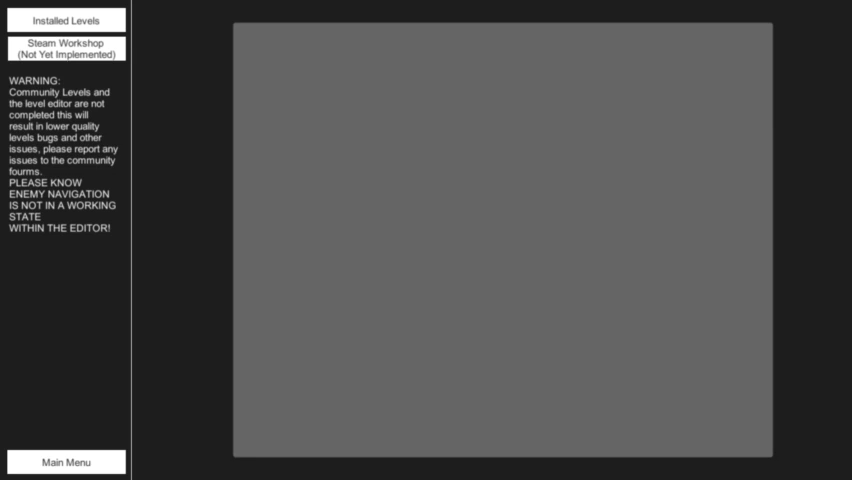 Installed Levels
Steam Workshop
(Not Yet Implemented)
WARNING:
Community Levels and
the level editor are not
completed this will
result in lower quality
levels bugs and other
issues, please report any
issues to the community
fourms.
PLEASE KNOW
ENEMY NAVIGATION
IS NOT IN A WORKING
STATE
WITHIN THE EDITOR!
Main Menu